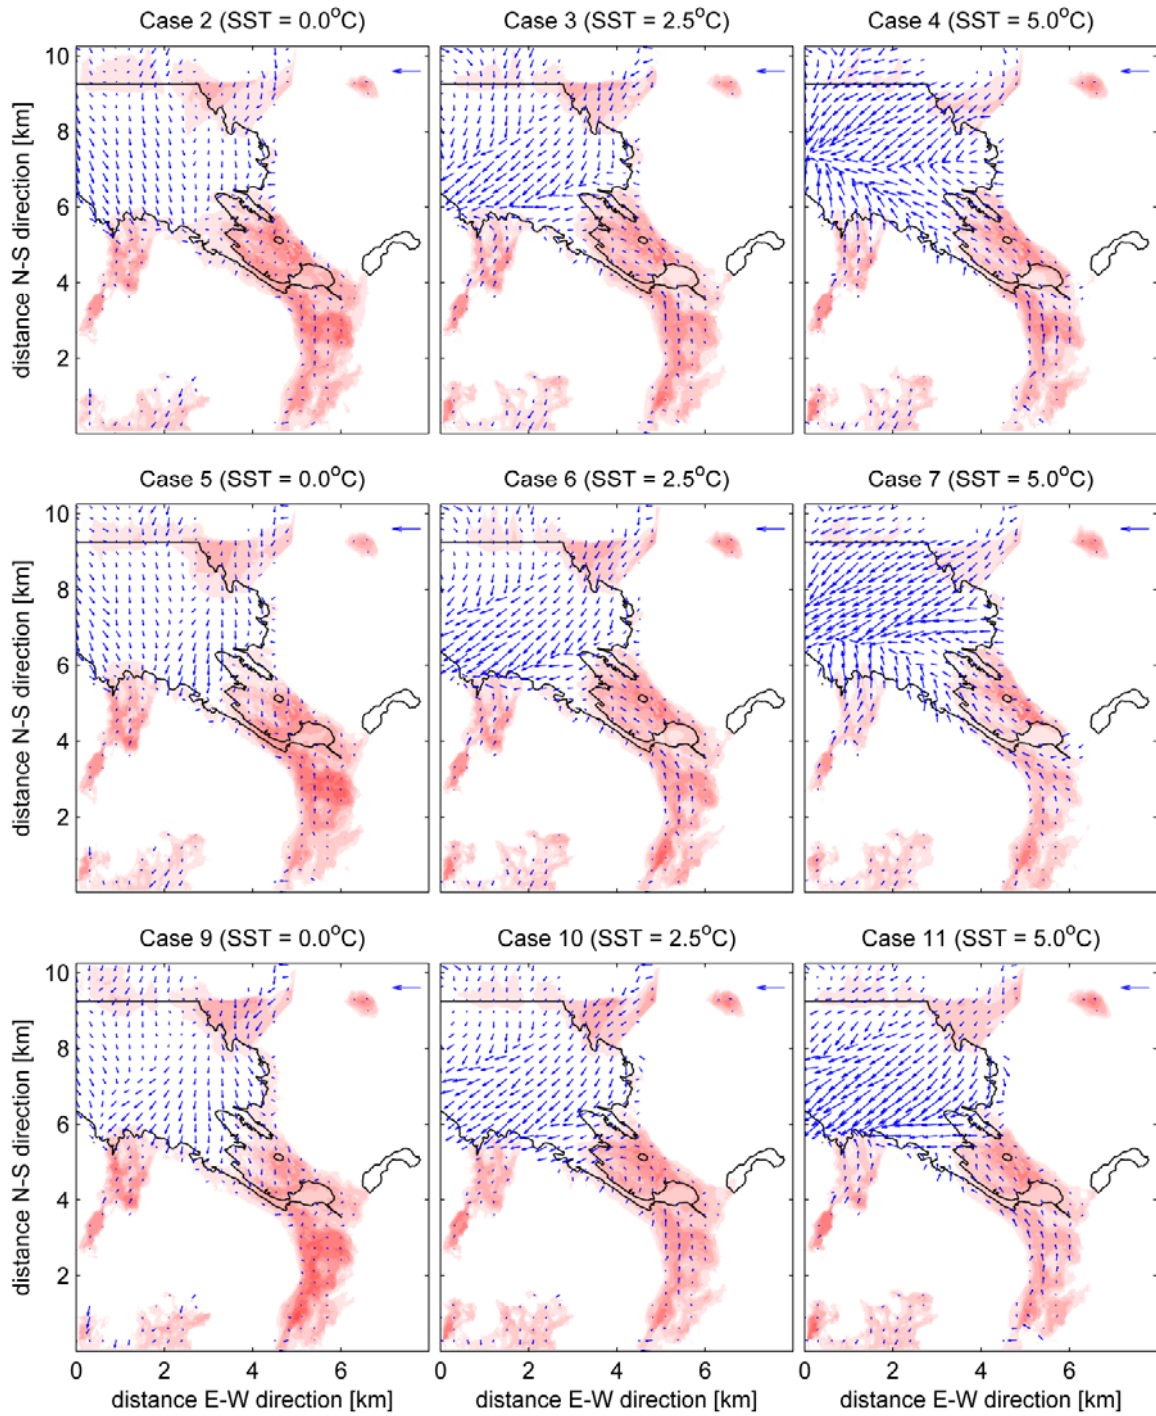 Case 2 (SST = 0.0°C) Case 3 (SST = 2.5°C) Case 4 (SST = 5.0°C)
10
8
6
4
2
distance N-S direction [km]
Case 5 (SST = 0.0°C) Case 6 (SST = 2.5°C) Case 7 (SST = 5.0°C)
10
8
6
4
2
distance N-S direction [km]
Case 9 (SST = 0.0°C) Case 10 (SST = 2.5°C) Case 11 (SST = 5.0°C)
10
8
6
4
2
distance N-S direction [km]
0 2 4 6 0 2 4 6 0 2 4 6
distance E-W direction [km] distance E-W direction [km] distance E-W direction [km]